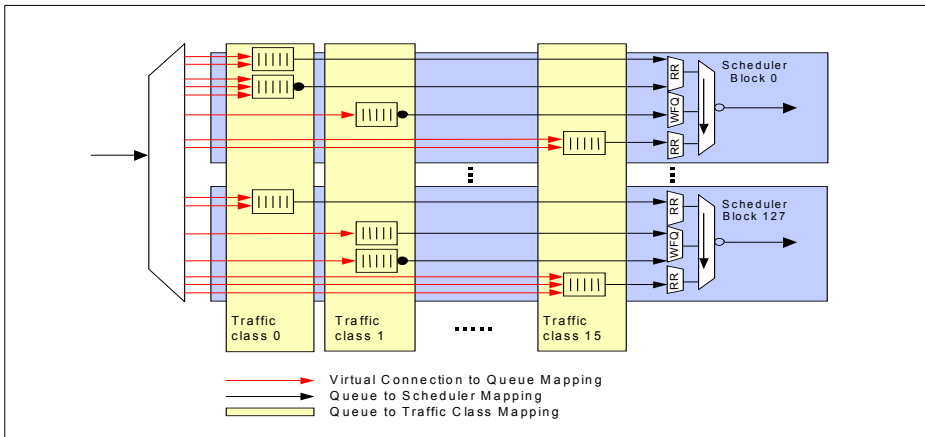 RR
Scheduler
Block 0
WFQ
RR
RR
Scheduler
Block 127
WFQ
RR
Traffic
class 0
Traffic
class 1
Traffic
class 15
Virtual Connection to Queue Mapping
Queue to Scheduler Mapping
Queue to Traffic Class Mapping